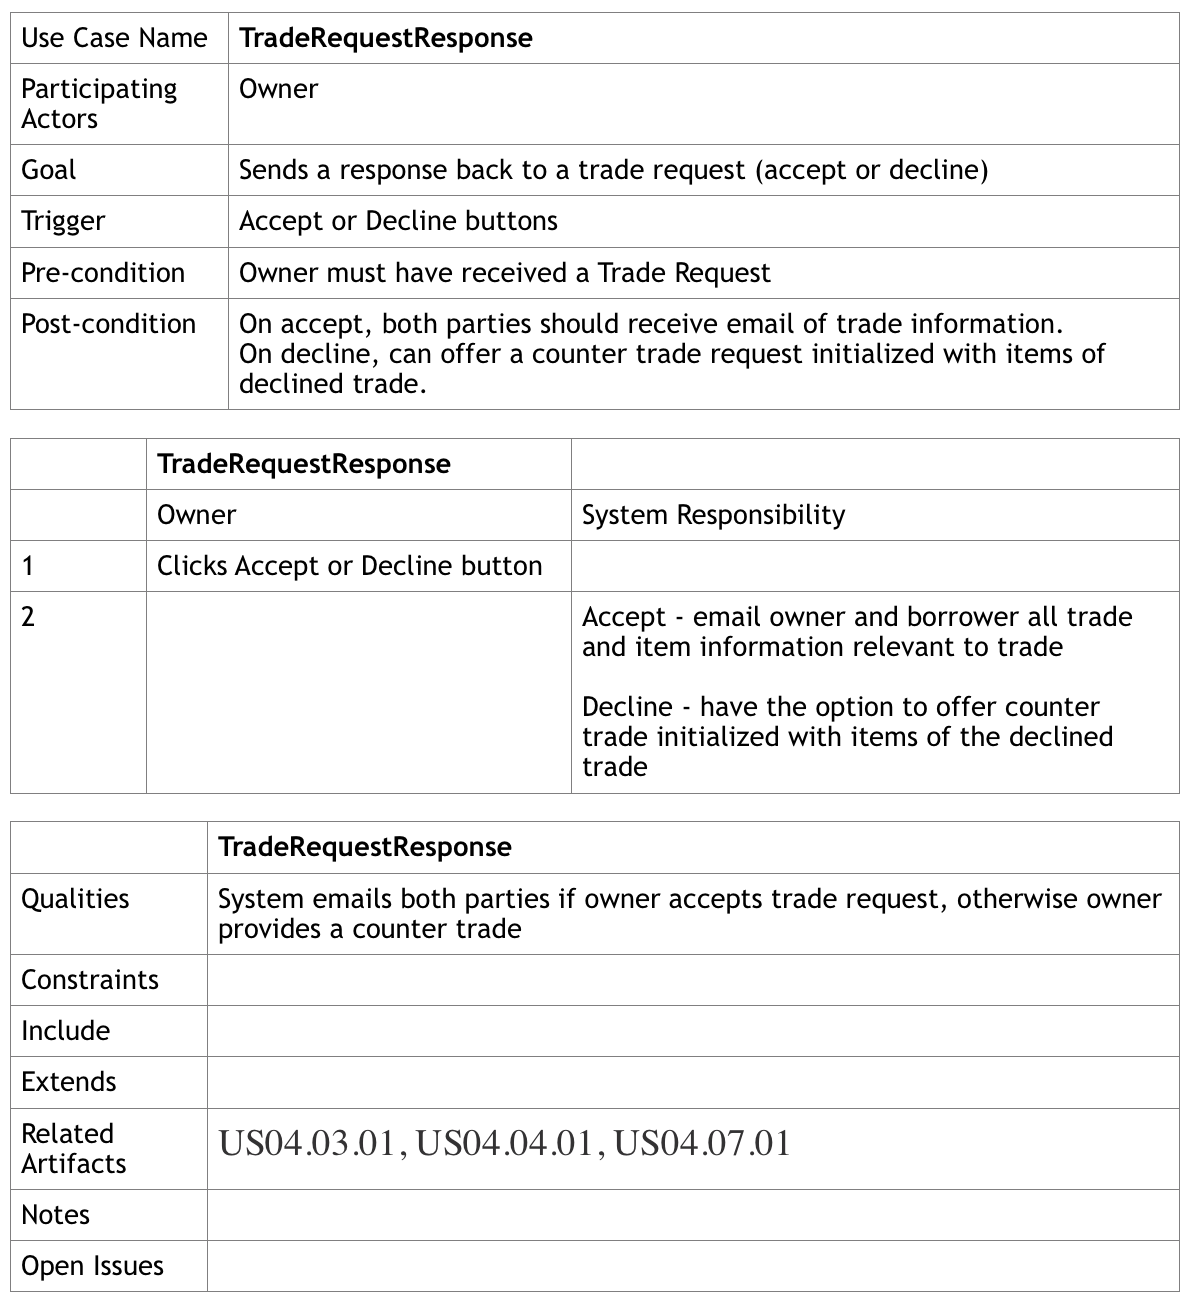 Use Case Name TradeRequestResponse
Participating Owner
Actors
Goal Sends a response back to a trade request (accept or decline)
Trigger Accept or Decline buttons
Pre-condition Owner must have received a Trade Request
Post-condition On accept, both parties should receive email of trade information.
On decline, can offer a counter trade request initialized with items of
declined trade.
TradeRequestResponse
Owner System Responsibility
1 Clicks Accept or Decline button
2 Accept - email owner and borrower all trade
and item information relevant to trade
Decline - have the option to offer counter
trade initialized with items of the declined
trade
TradeRequestResponse
Qualities System emails both parties if owner accepts trade request, otherwise owner
provides a counter trade
Constraints
Include
Extends
Related US04.03.01, US04.04.01, US04.07.01
Artifacts
Notes
Open Issues